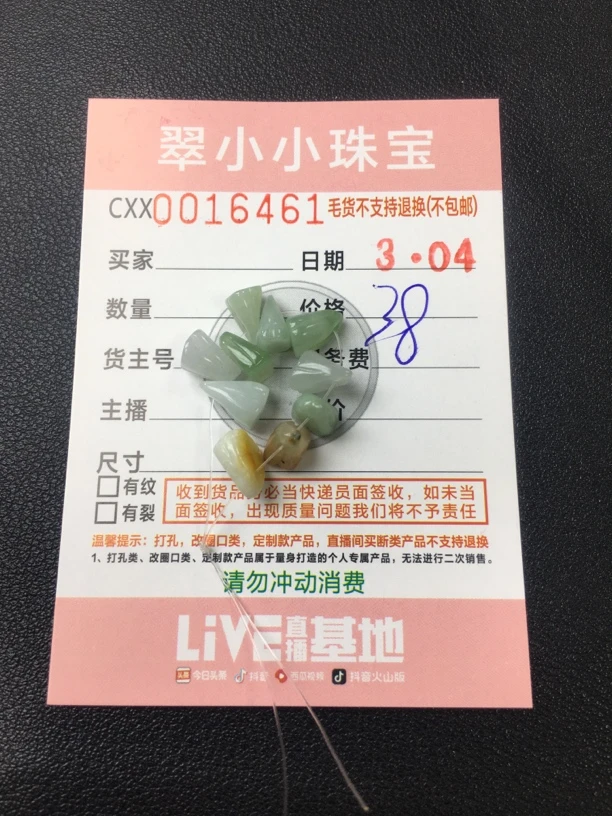 翠小小珠宝
CXX0016461 毛货不支持退换(不包邮)
买家 日期 3·04
数量 价格 38
货主号 务费
主播 价
尺寸
有纹
有裂
收到货品 必当快递员面签收，如未当
面签收，出现质量问题我们将不予责任
温馨提示：打孔，改圈口类，定制款产品，直播间买断类产品不支持退换
1、打孔类、改圈口类、定制款产品属于量身打造的个人专属产品，无法进行二次销售。
请勿冲动消费
LiVE直播基地
头条 今日头条 抖音 西瓜视频 抖音火山版